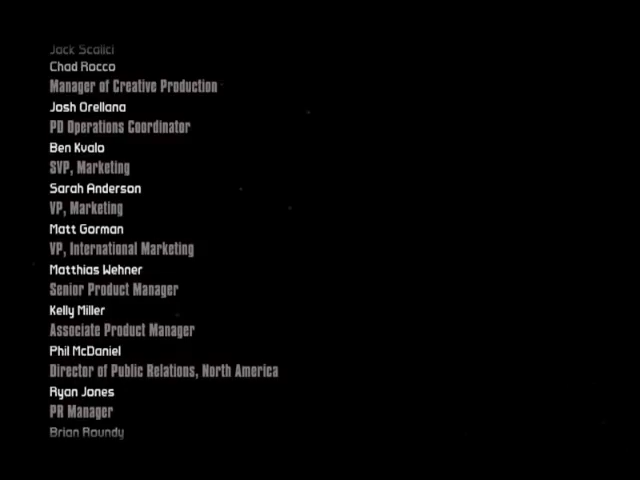 Jack Scalici
Chad Rocco
Manager of Creative Production
Josh Orellana
PD Operations Coordinator
Ben Kvalo
SVP, Marketing
Sarah Anderson
VP, Marketing
Matt Gorman
VP, International Marketing
Matthias Wehner
Senior Product Manager
Kelly Miller
Associate Product Manager
Phil McDaniel
Director of Public Relations, North America
Ryan Jones
PR Manager
Brian Roundy